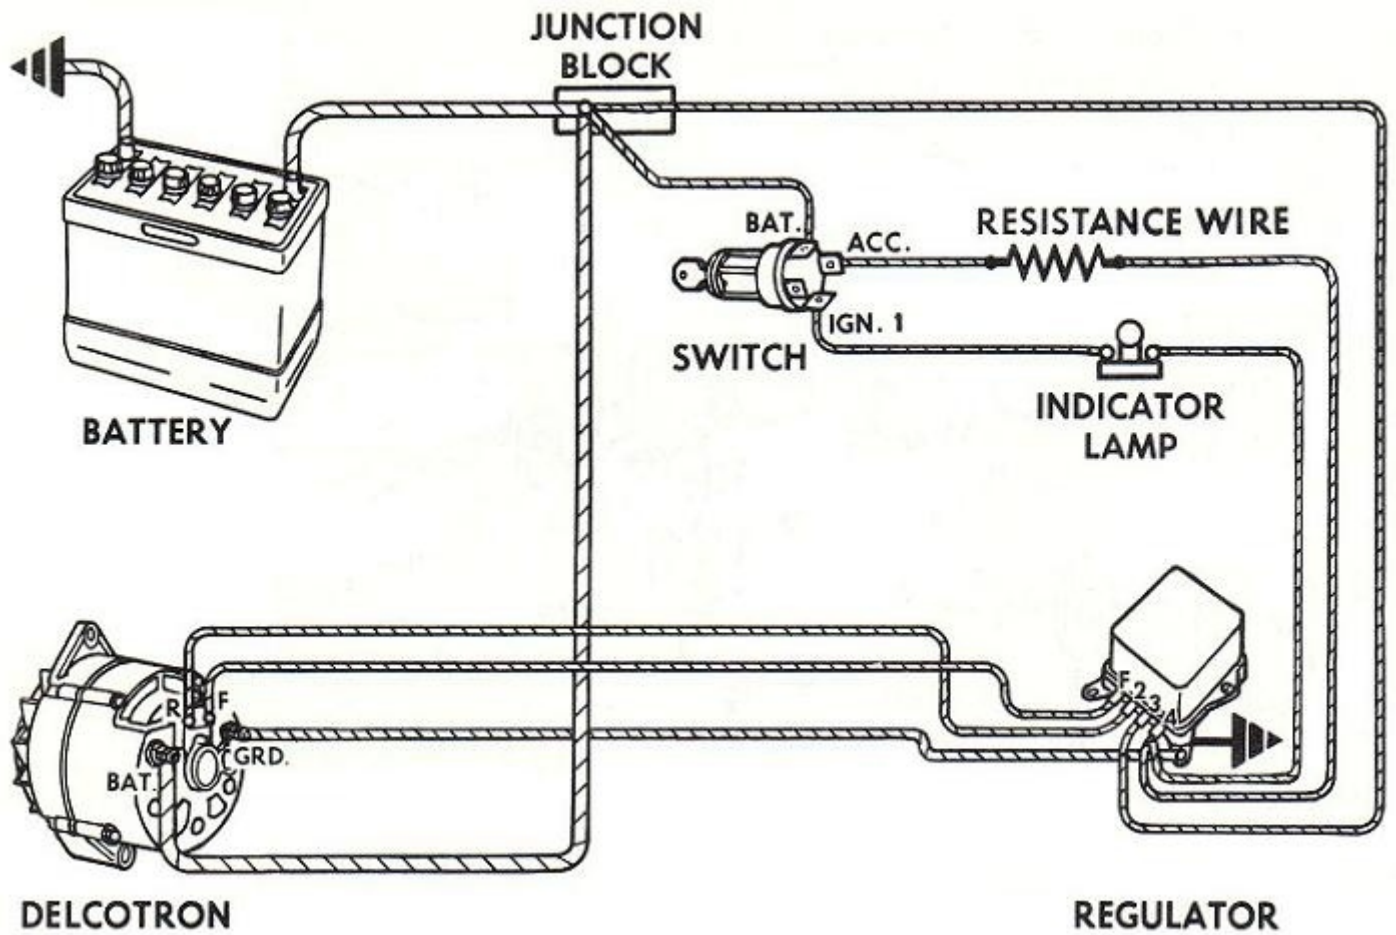 JUNCTION
BLOCK
BAT.
ACC.
RESISTANCE WIRE
IGN. 1
SWITCH
INDICATOR
LAMP
BATTERY
R
F
GRD.
BAT.
F
2
3
4
DELCOTRON
REGULATOR